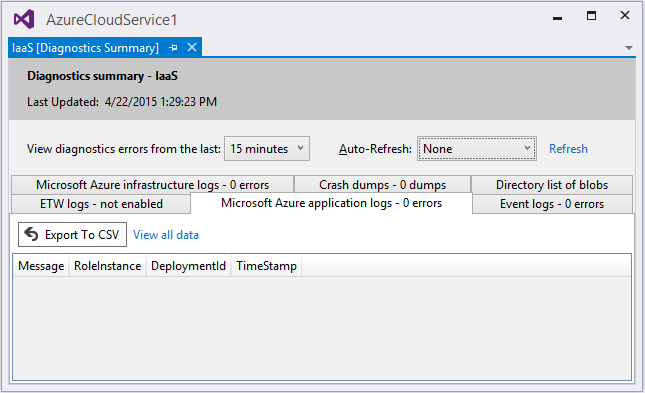 AzureCloudService1
IaaS [Diagnostics Summary]
Diagnostics summary - IaaS
Last Updated: 4/22/2015 1:29:23 PM
View diagnostics errors from the last: 15 minutes Auto-Refresh: None Refresh
Microsoft Azure infrastructure logs - 0 errors Crash dumps - 0 dumps Directory list of blobs
ETW logs - not enabled Microsoft Azure application logs - 0 errors Event logs - 0 errors
Export To CSV View all data
Message RoleInstance DeploymentId TimeStamp